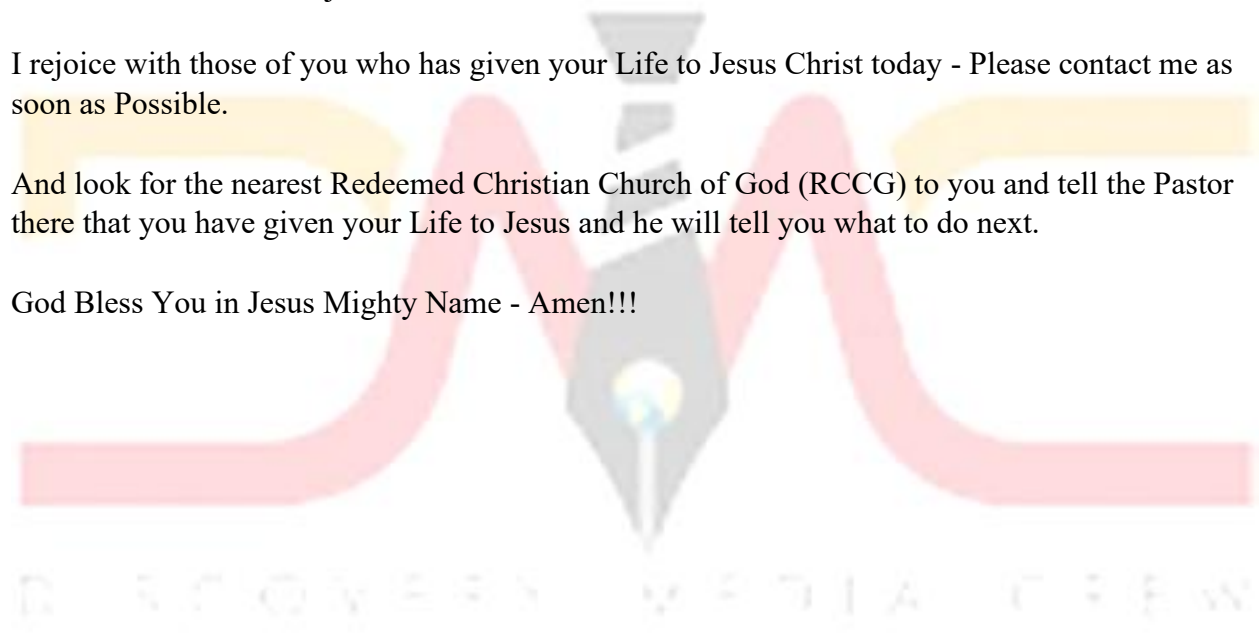 I rejoice with those of you who has given your Life to Jesus Christ today - Please contact me as
soon as Possible.
And look for the nearest Redeemed Christian Church of God (RCCG) to you and tell the Pastor
there that you have given your Life to Jesus and he will tell you what to do next.
God Bless You in Jesus Mighty Name - Amen!!!
DISCOVERY MEDIA CREW